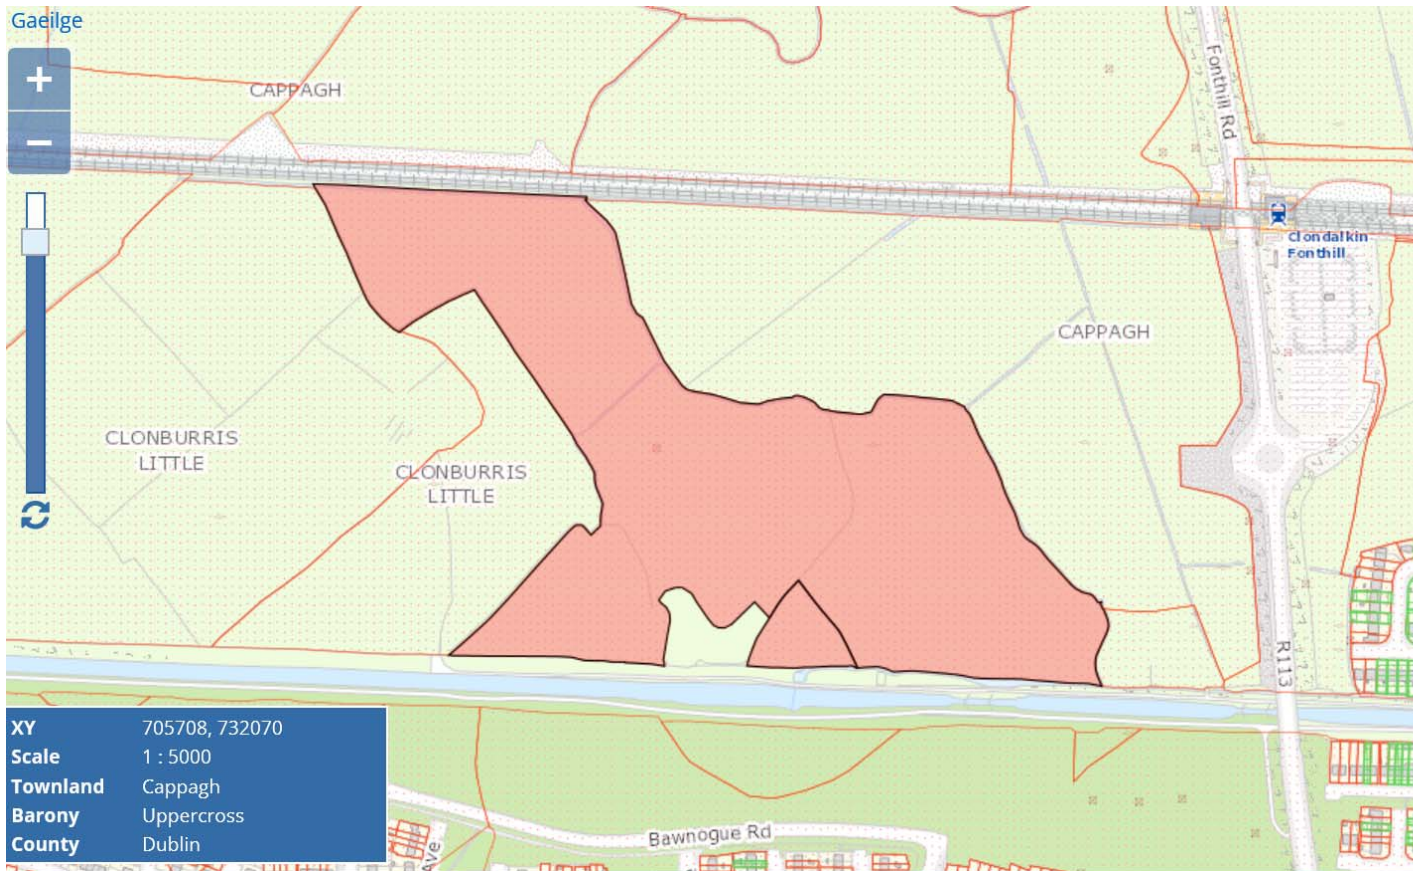 Gaeilge
+
−
CAPPAGH
Fonthill Rd
Clondalkin
Fonthill
CAPPAGH
CLONBURRIS
LITTLE
CLONBURRIS
LITTLE
R113
XY 705708, 732070
Scale 1 : 5000
Townland Cappagh
Barony Uppercross
County Dublin
Bawnogue Rd
Ave